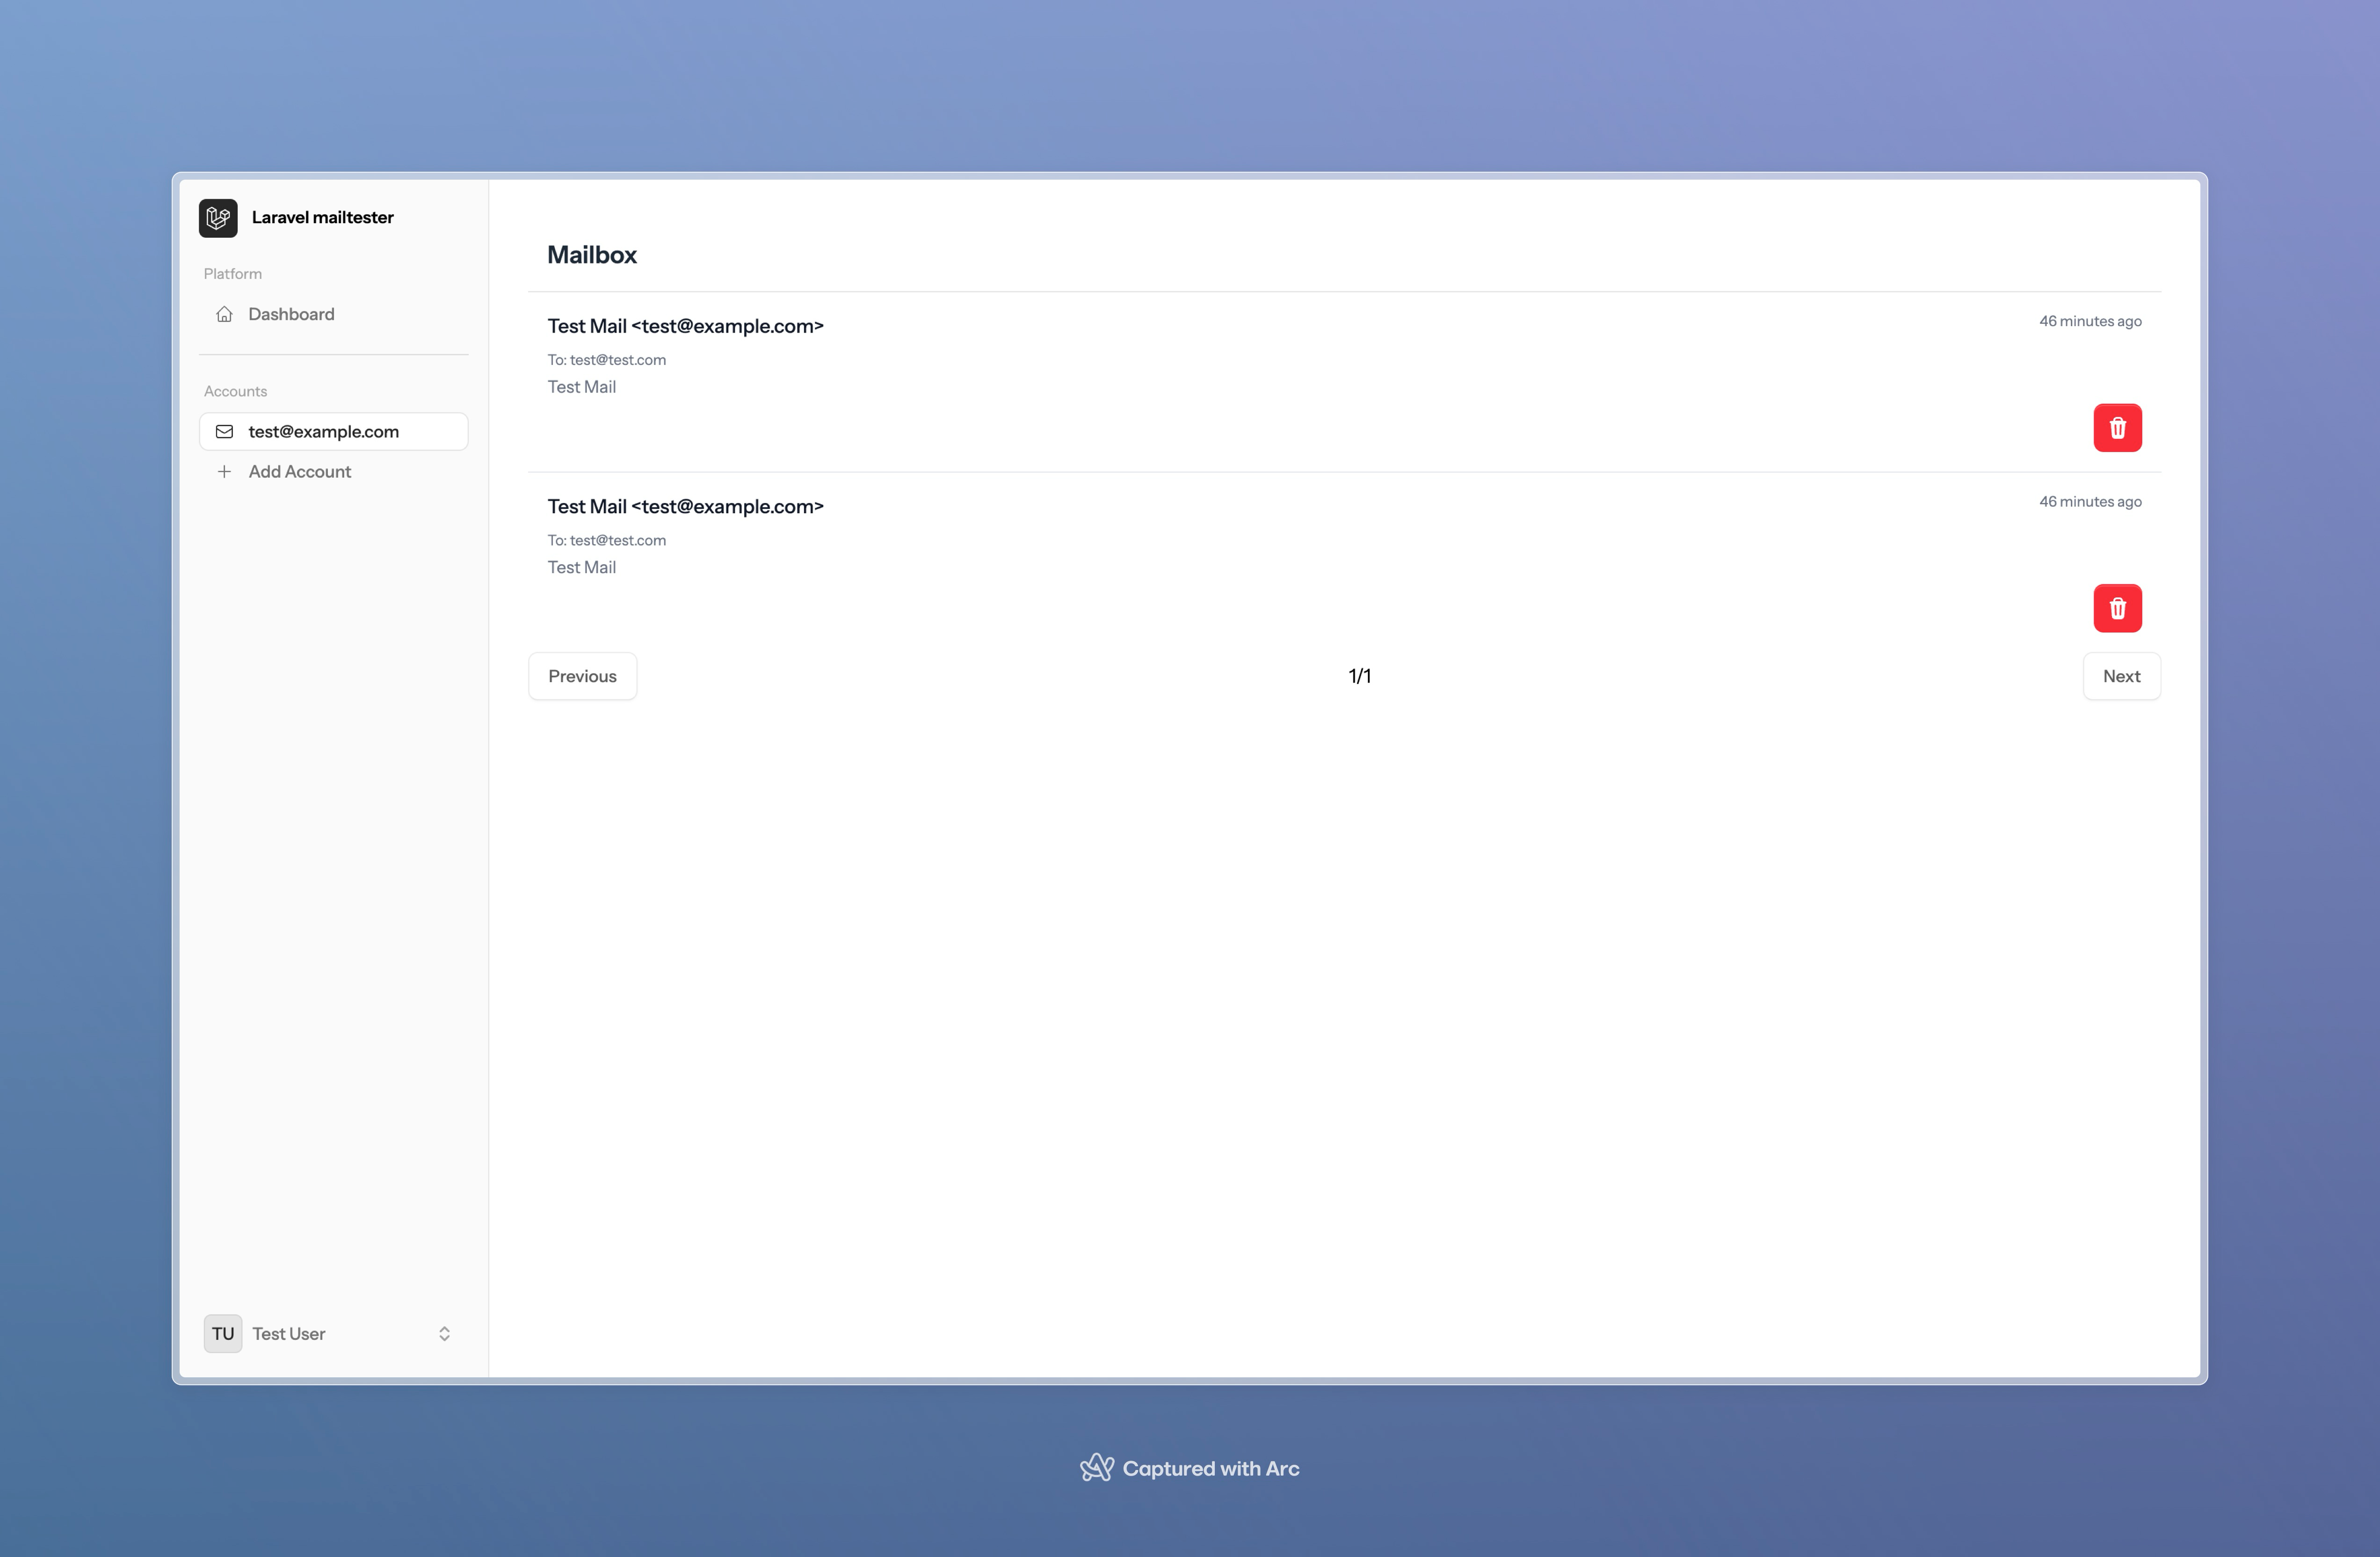 Laravel mailtester
Platform
Dashboard
Accounts
test@example.com
Add Account
TU Test User
Mailbox
Test Mail <test@example.com>
46 minutes ago
To: test@test.com
Test Mail
Test Mail <test@example.com>
46 minutes ago
To: test@test.com
Test Mail
Previous
1/1
Next
Captured with Arc